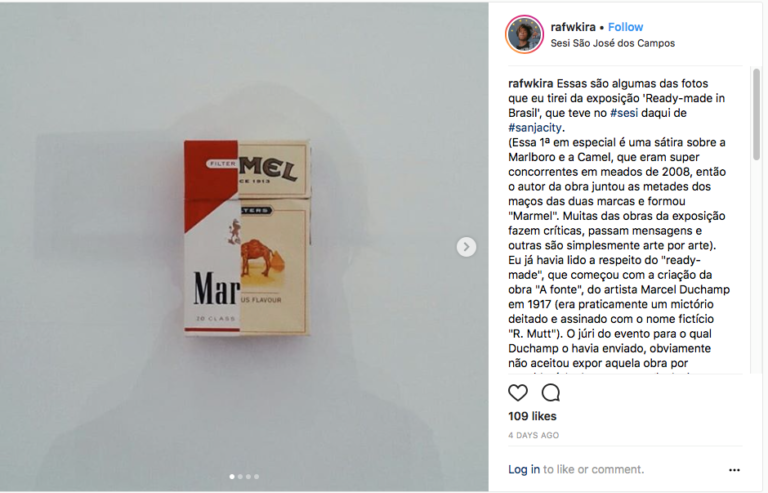 FILTER
MEL
CE 1913
TERS
Mar
US FLAVOUR
20 CLASS
rafwkira • Follow
Sesi São José dos Campos
rafwkira Essas são algumas das fotos
que eu tirei da exposição 'Ready-made in
Brasil', que teve no #sesi daqui de
#sanjacity.
(Essa 1ª em especial é uma sátira sobre a
Marlboro e a Camel, que eram super
concorrentes em meados de 2008, então
o autor da obra juntou as metades dos
maços das duas marcas e formou
"Marmel". Muitas das obras da exposição
fazem críticas, passam mensagens e
outras são simplesmente arte por arte).
Eu já havia lido a respeito do "ready-
made", que começou com a criação da
obra "A fonte", do artista Marcel Duchamp
em 1917 (era praticamente um mictório
deitado e assinado com o nome fictício
"R. Mutt"). O júri do evento para o qual
Duchamp o havia enviado, obviamente
não aceitou expor aquela obra por
109 likes
4 DAYS AGO
Log in to like or comment.